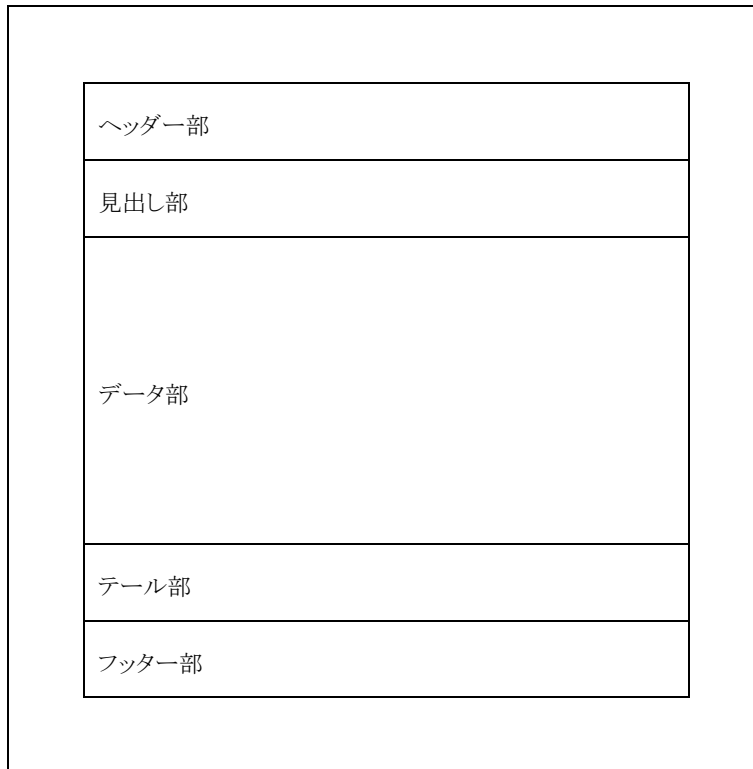 ヘッダー部
見出し部
データ部
テール部
フッター部